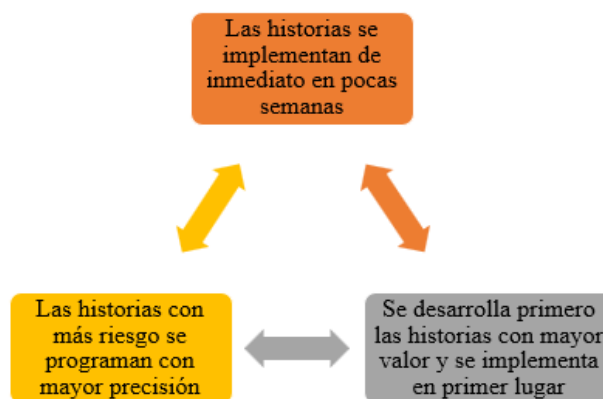 Las historias se
implementan de
inmediato en pocas
semanas
Las historias con
más riesgo se
programan con
mayor precisión
Se desarrolla primero
las historias con mayor
valor y se implementa
en primer lugar